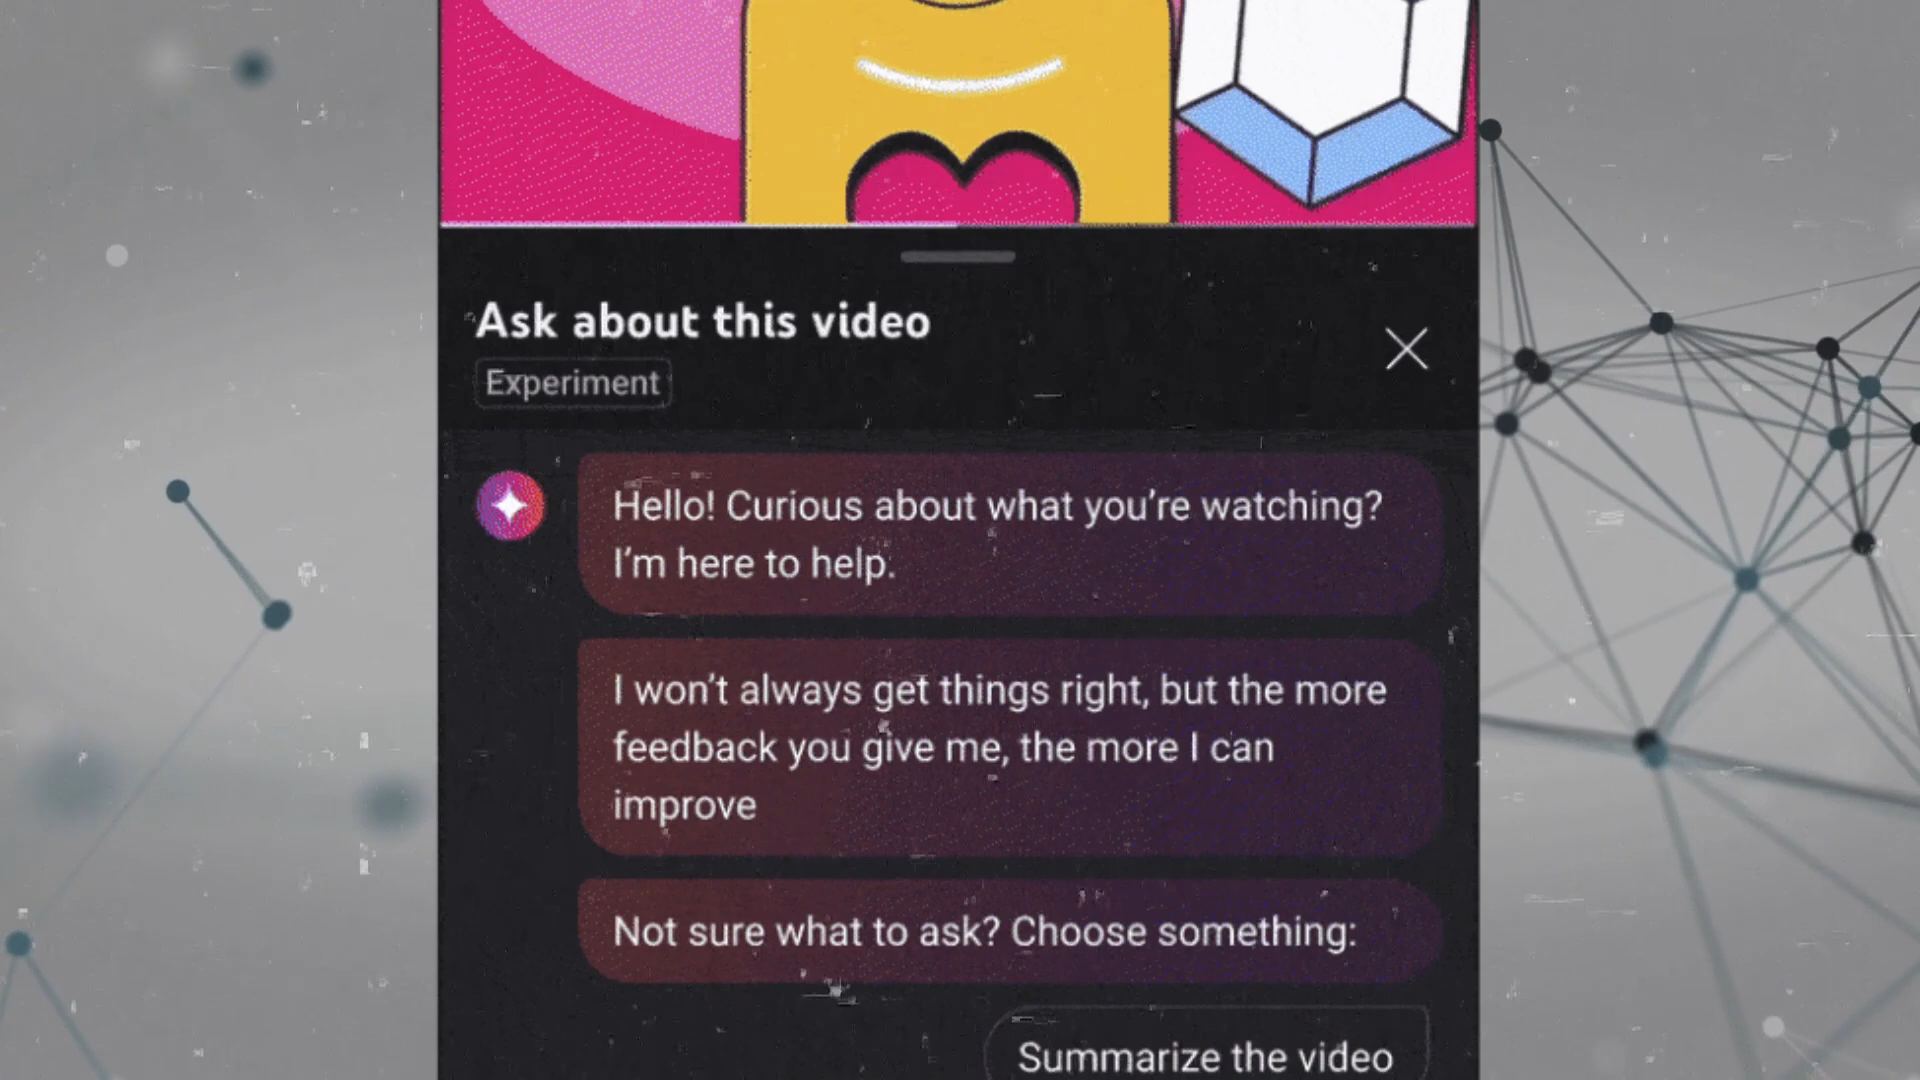 Ask about this video
Experiment
Hello! Curious about what you’re watching?
I’m here to help.
I won’t always get things right, but the more
feedback you give me, the more I can
improve
Not sure what to ask? Choose something:
Summarize the video